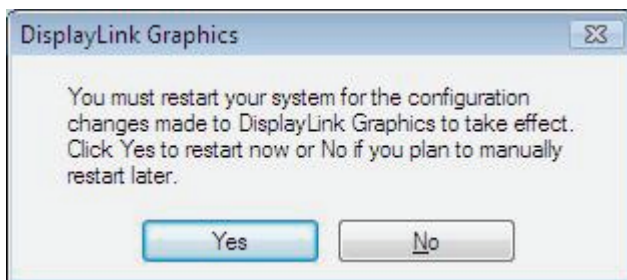 DisplayLink Graphics
You must restart your system for the configuration
changes made to DisplayLink Graphics to take effect.
Click Yes to restart now or No if you plan to manually
restart later.
Yes
No